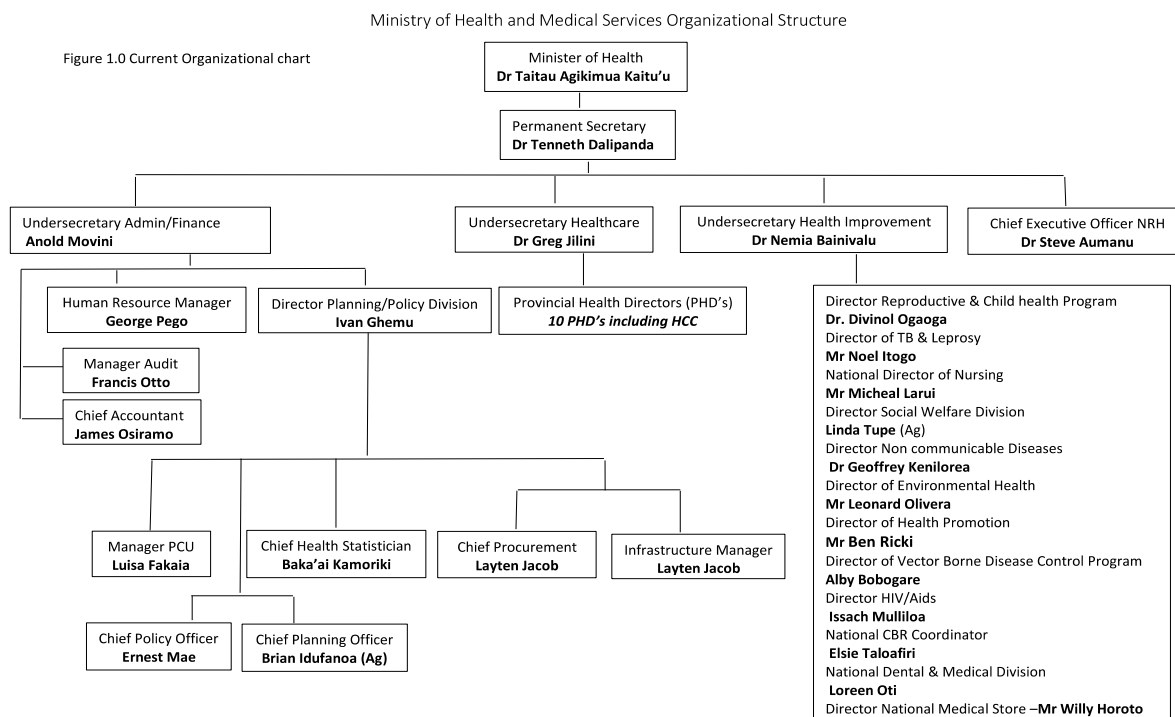 Ministry of Health and Medical Services Organizational Structure
Figure 1.0 Current Organizational chart
Minister of Health
Dr Taitau Agikimua Kaitu’u
Permanent Secretary
Dr Tenneth Dalipanda
Undersecretary Admin/Finance
Anold Movini
Undersecretary Healthcare
Dr Greg Jilini
Undersecretary Health Improvement
Dr Nemia Bainivalu
Chief Executive Officer NRH
Dr Steve Aumanu
Human Resource Manager
George Pego
Director Planning/Policy Division
Ivan Ghemu
Provincial Health Directors (PHD’s)
10 PHD’s including HCC
Manager Audit
Francis Otto
Chief Accountant
James Osiramo
Director Reproductive & Child health Program
Dr. Divinol Ogaoga
Director of TB & Leprosy
Mr Noel Itogo
National Director of Nursing
Mr Micheal Larui
Director Social Welfare Division
Linda Tupe (Ag)
Director Non communicable Diseases
Dr Geoffrey Kenilorea
Director of Environmental Health
Mr Leonard Olivera
Director of Health Promotion
Mr Ben Ricki
Director of Vector Borne Disease Control Program
Alby Bobogare
Director HIV/Aids
Issach Mulliloa
National CBR Coordinator
Elsie Taloafiri
National Dental & Medical Division
Loreen Oti
Director National Medical Store –Mr Willy Horoto
Manager PCU
Luisa Fakaia
Chief Health Statistician
Baka’ai Kamoriki
Chief Procurement
Layten Jacob
Infrastructure Manager
Layten Jacob
Chief Policy Officer
Ernest Mae
Chief Planning Officer
Brian Idufanoa (Ag)